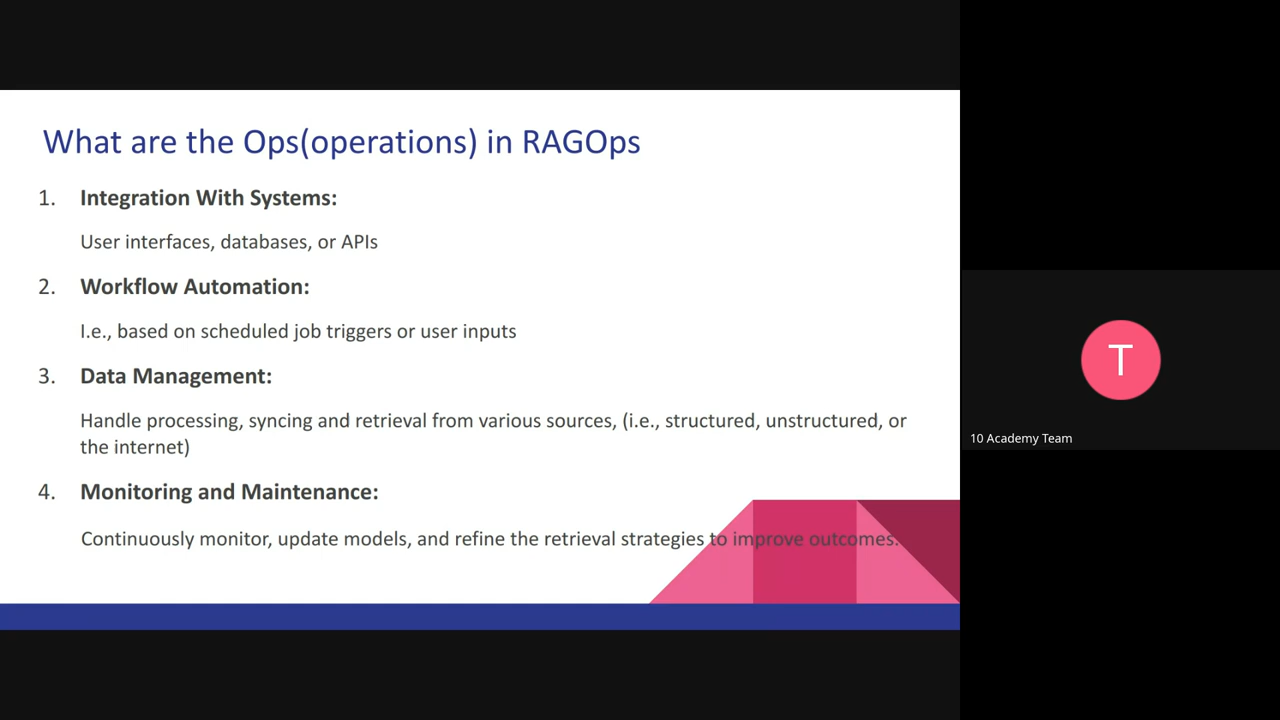 What are the Ops(operations) in RAGOps
1. Integration With Systems:
User interfaces, databases, or APIs
2. Workflow Automation:
I.e., based on scheduled job triggers or user inputs
3. Data Management:
Handle processing, syncing and retrieval from various sources, (i.e., structured, unstructured, or
the internet)
4. Monitoring and Maintenance:
Continuously monitor, update models, and refine the retrieval strategies to improve outcomes.
T
10 Academy Team